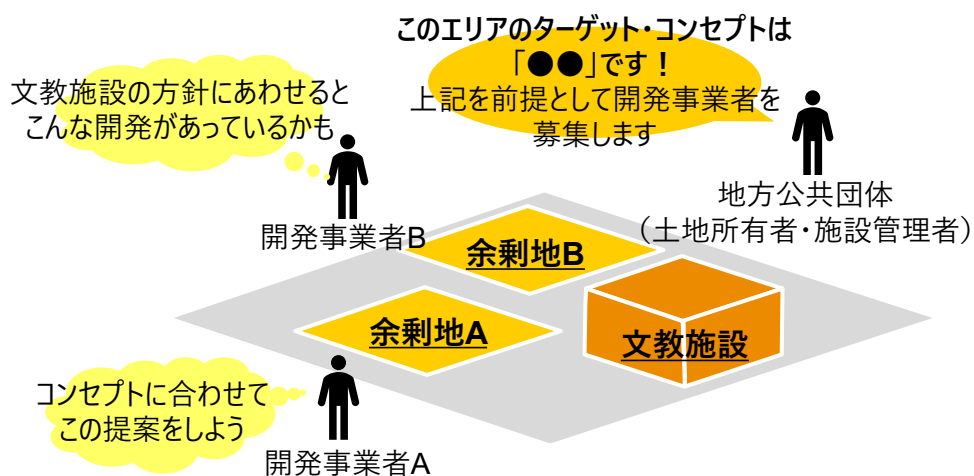 このエリアのターゲット・コンセプトは
「●●」です！
上記を前提として開発事業者を
募集します
文教施設の方針にあわせると
こんな開発があっているかも
地方公共団体
（土地所有者・施設管理者）
開発事業者B
余剰地B
余剰地A
文教施設
コンセプトに合わせて
この提案をしよう
開発事業者A